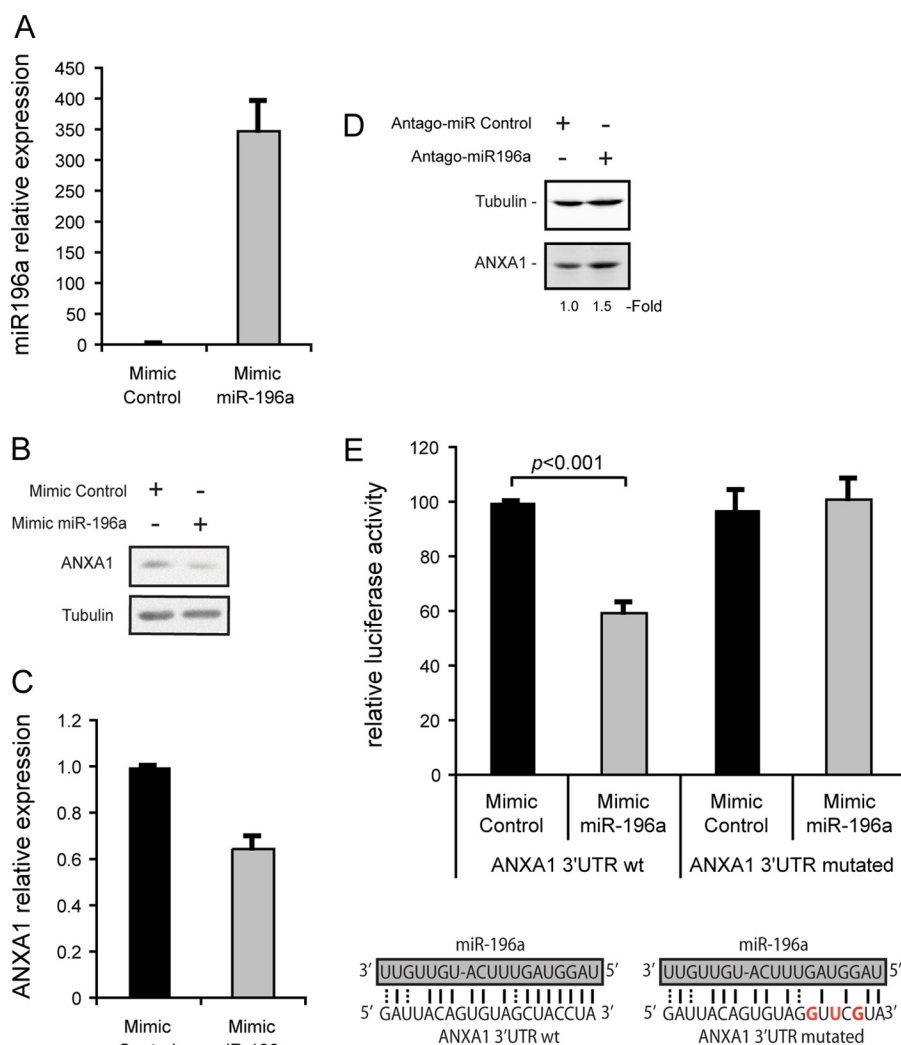 A
miR196a relative expression
450
400
350
300
250
200
150
100
50
0
Mimic Control
Mimic miR-196a
B
Mimic Control + -
Mimic miR-196a - +
ANXA1
Tubulin
C
ANXA1 relative expression
1.2
1.0
0.8
0.6
0.4
0.2
0
Mimic
Mimic
D
Antago-miR Control + -
Antago-miR196a - +
Tubulin -
ANXA1 -
1.0 1.5 -Fold
E
relative luciferase activity
120
100
80
60
40
20
0
p<0.001
Mimic Control
Mimic miR-196a
Mimic Control
Mimic miR-196a
ANXA1 3'UTR wt
ANXA1 3'UTR mutated
miR-196a
3' UUGUUGU-ACUUUGAUGGAU 5'
5' GAUUACAGUGUAGCUACCUA 3'
ANXA1 3'UTR wt
miR-196a
3' UUGUUGU-ACUUUGAUGGAU 5'
5' GAUUACAGUGUAGGUUCGUA 3'
ANXA1 3'UTR mutated